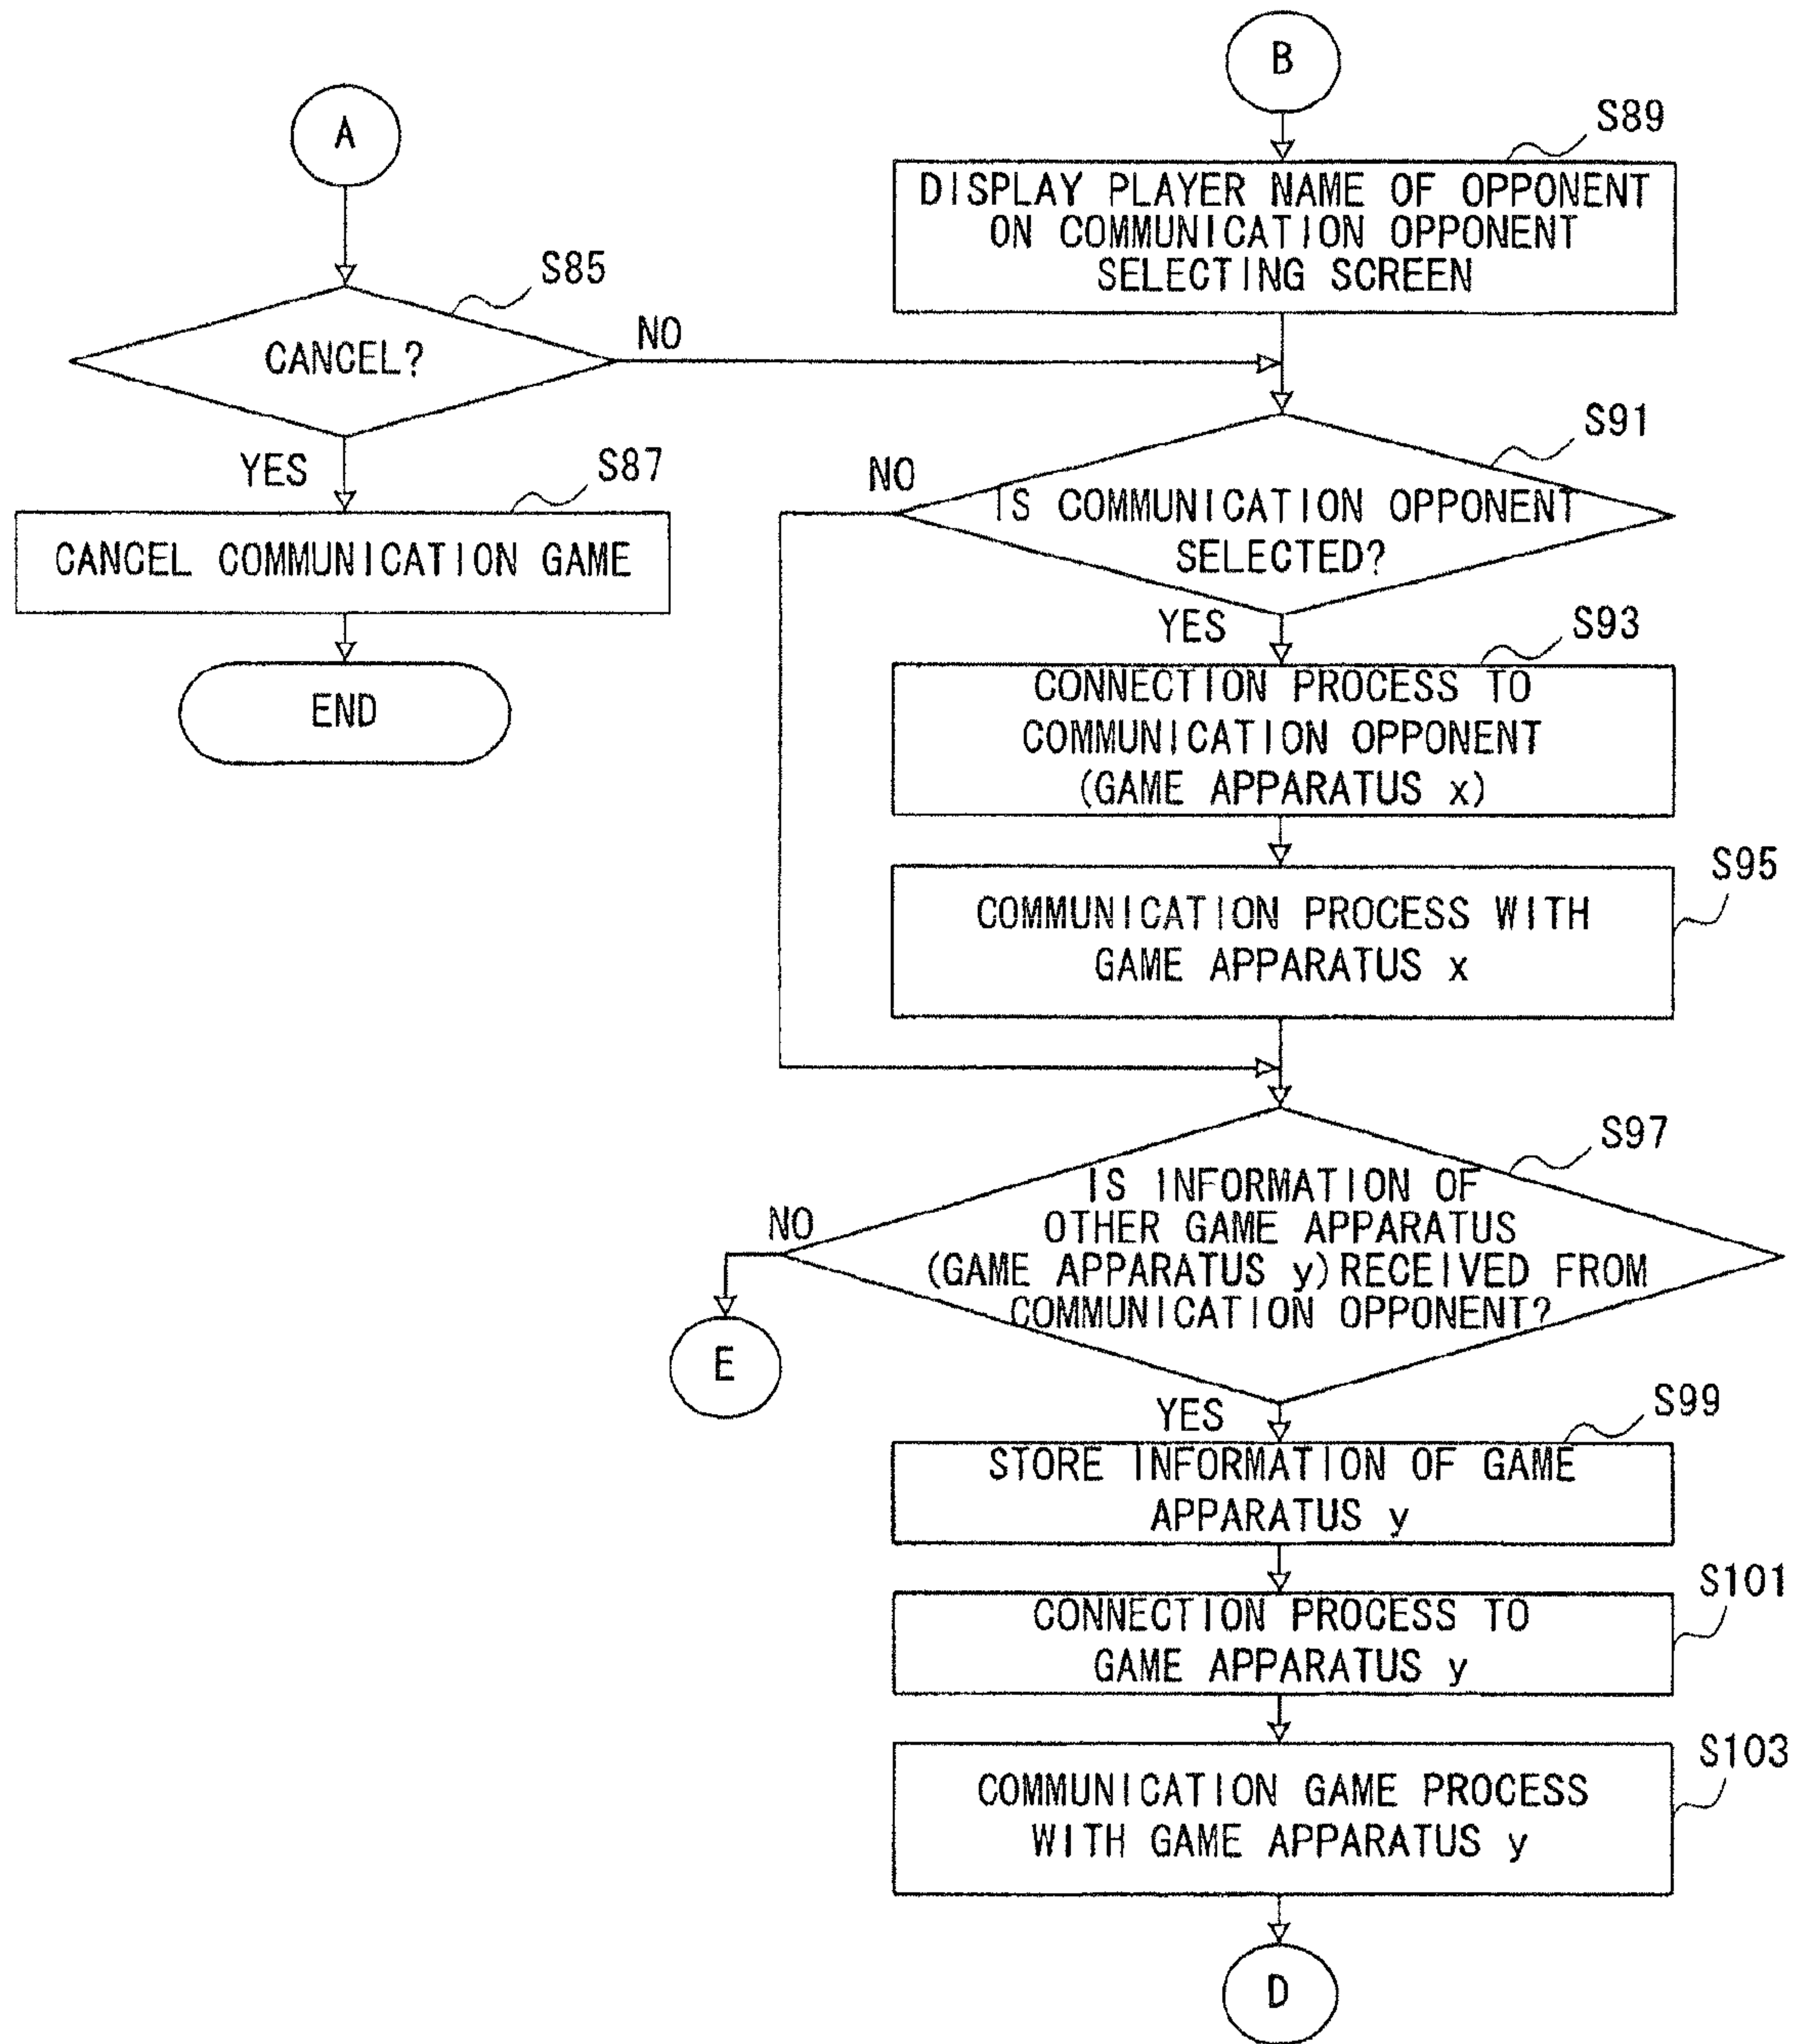 B
S89
DISPLAY PLAYER NAME OF OPPONENT
ON COMMUNICATION OPPONENT
SELECTING SCREEN
A
S85
CANCEL?
NO
YES
S87
CANCEL COMMUNICATION GAME
END
S91
NO
IS COMMUNICATION OPPONENT
SELECTED?
YES
S93
CONNECTION PROCESS TO
COMMUNICATION OPPONENT
(GAME APPARATUS x)
S95
COMMUNICATION PROCESS WITH
GAME APPARATUS x
S97
IS INFORMATION OF
OTHER GAME APPARATUS
(GAME APPARATUS y) RECEIVED FROM
COMMUNICATION OPPONENT?
NO
E
YES
S99
STORE INFORMATION OF GAME
APPARATUS y
S101
CONNECTION PROCESS TO
GAME APPARATUS y
S103
COMMUNICATION GAME PROCESS
WITH GAME APPARATUS y
D